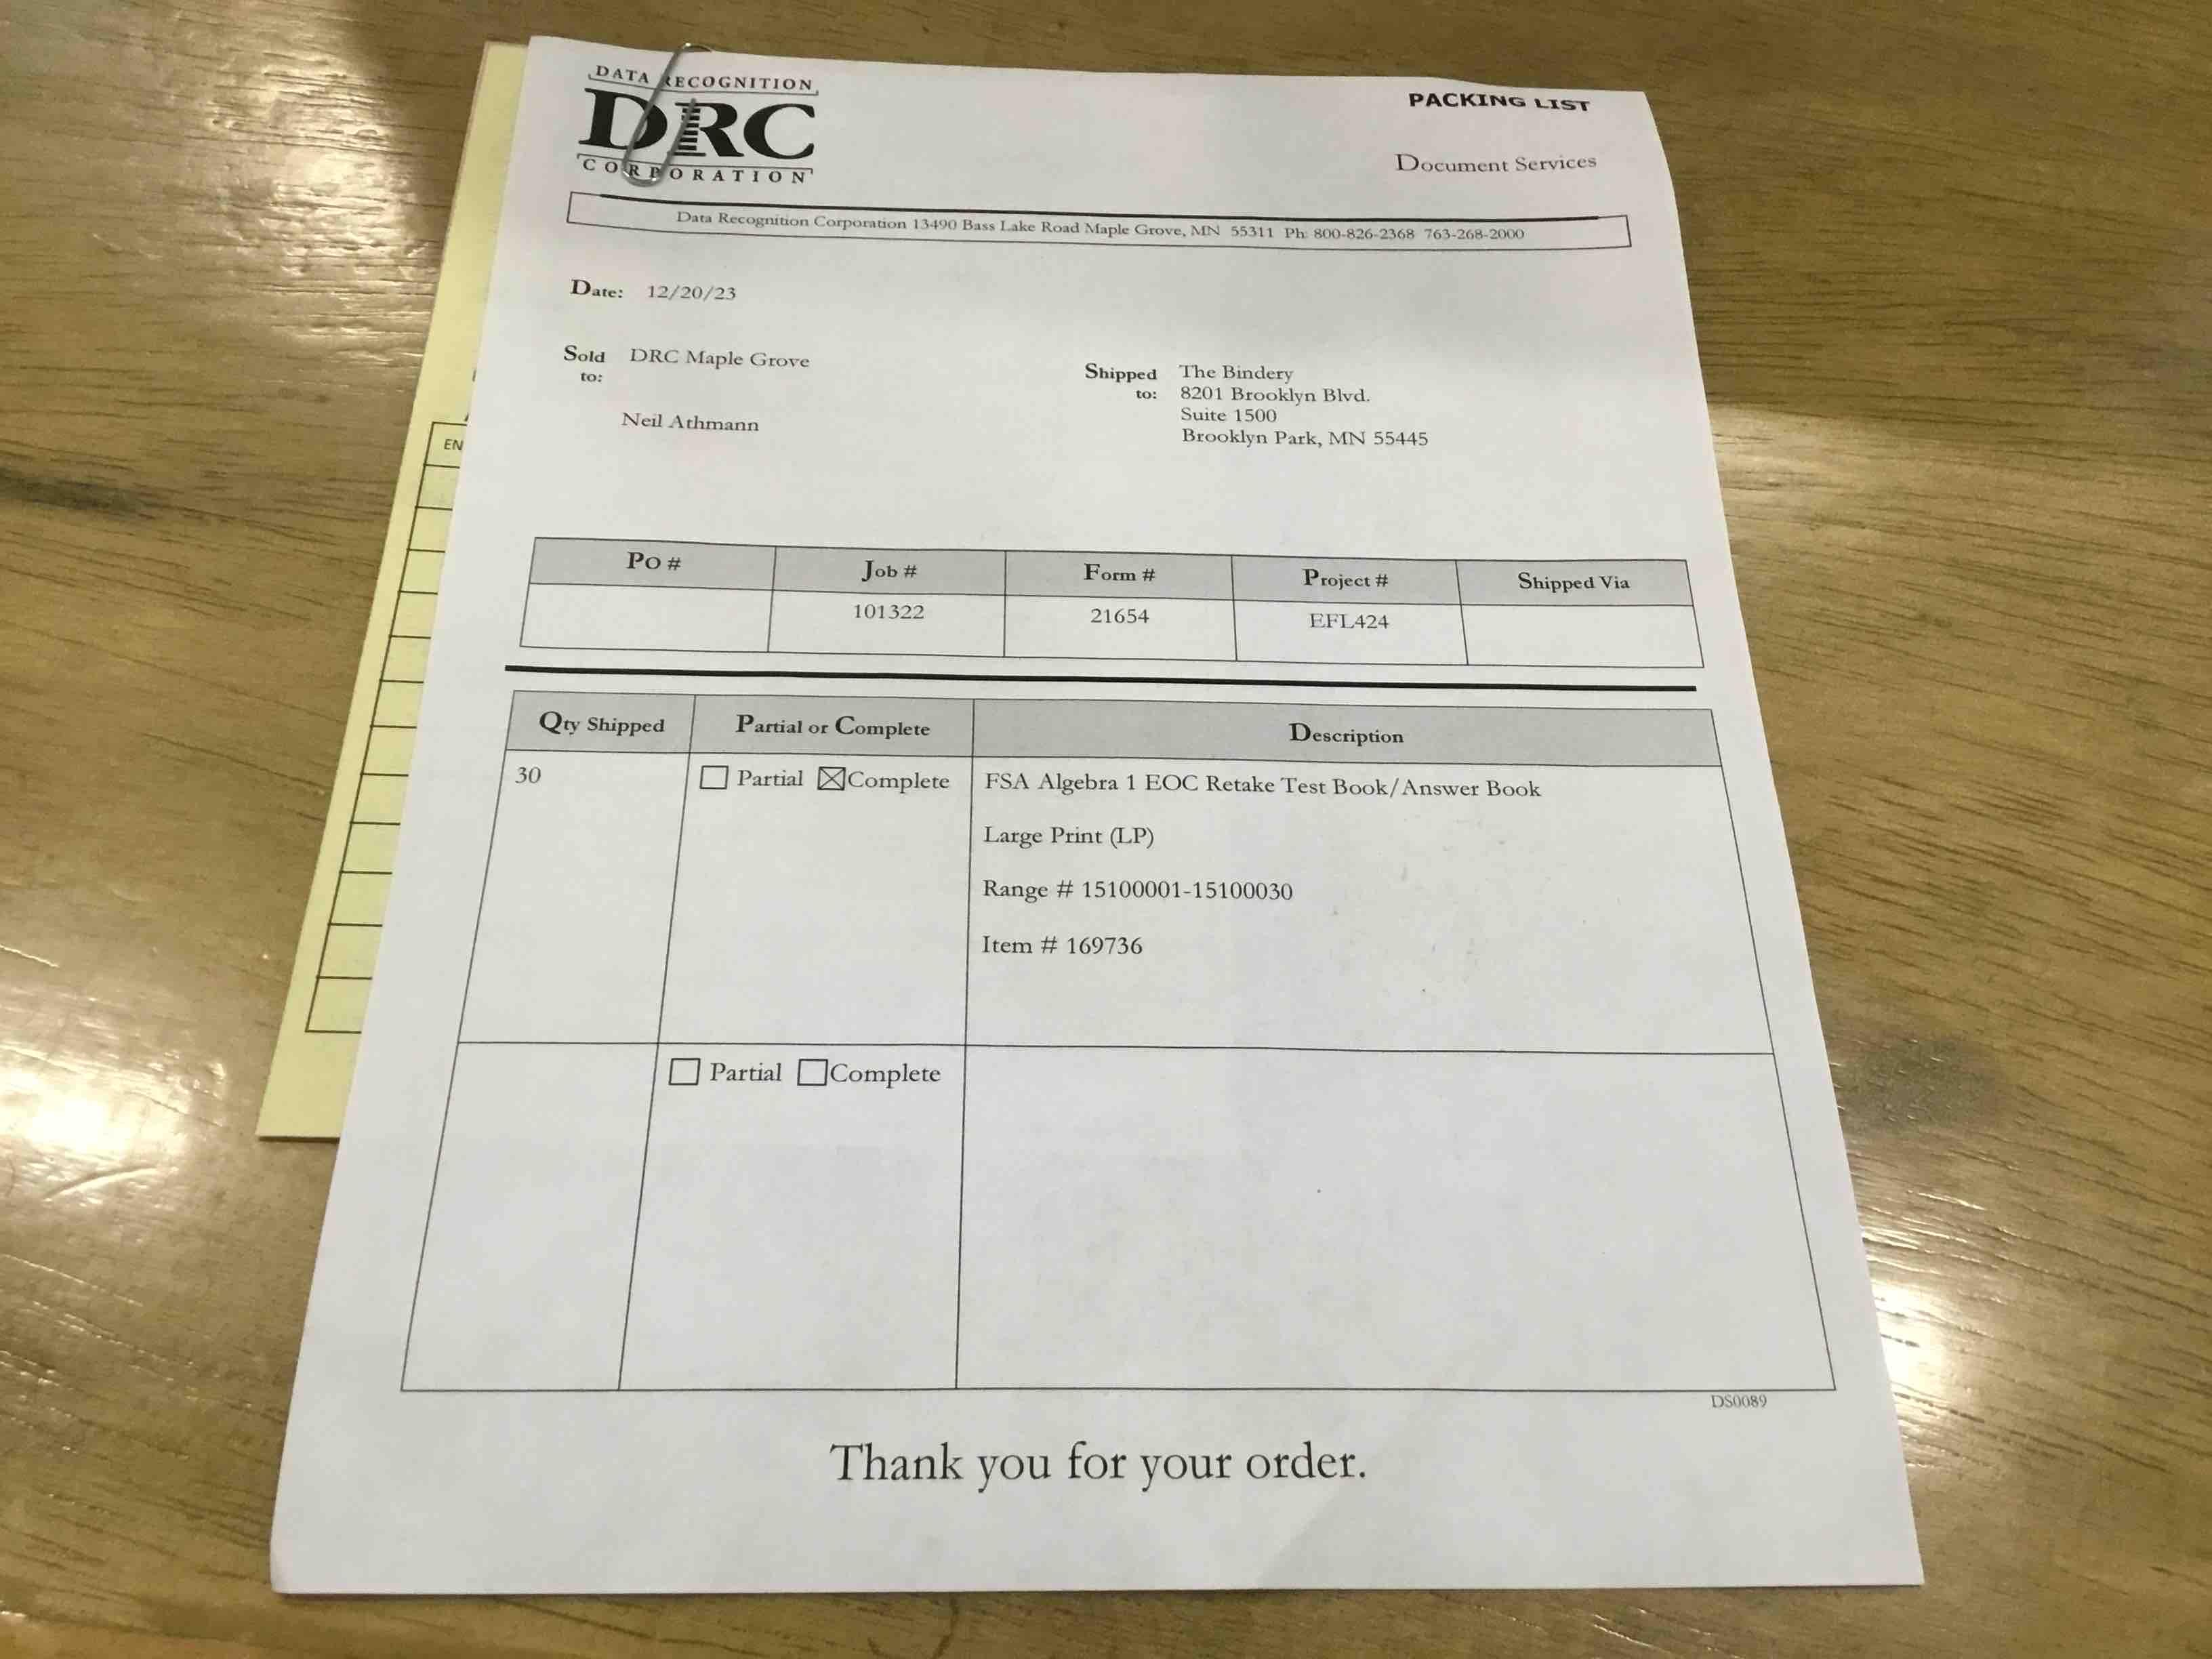 DATA RECOGNITION
DRC
CORPORATION
PACKING LIST
Document Services
Data Recognition Corporation 13490 Bass Lake Road Maple Grove, MN 55311 Ph: 800-826-2368 763-268-2000
Date: 12/20/23
Sold to: DRC Maple Grove
Neil Athmann
Shipped to: The Bindery
8201 Brooklyn Blvd.
Suite 1500
Brooklyn Park, MN 55445
EN
PO # Job # Form # Project # Shipped Via
101322 21654 EFL424
Qty Shipped Partial or Complete Description
30 ☐ Partial ☒ Complete FSA Algebra 1 EOC Retake Test Book/Answer Book
Large Print (LP)
Range # 15100001-15100030
Item # 169736
☐ Partial ☐ Complete
DS0089
Thank you for your order.